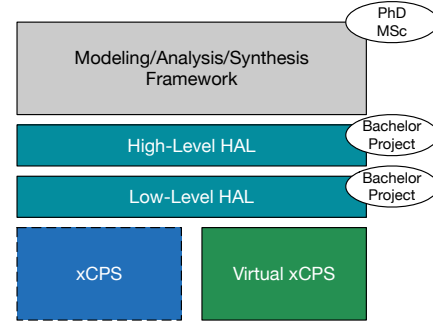 PhD
MSc
Modeling/Analysis/Synthesis
Framework
High-Level HAL
Bachelor
Project
Low-Level HAL
Bachelor
Project
xCPS
Virtual xCPS